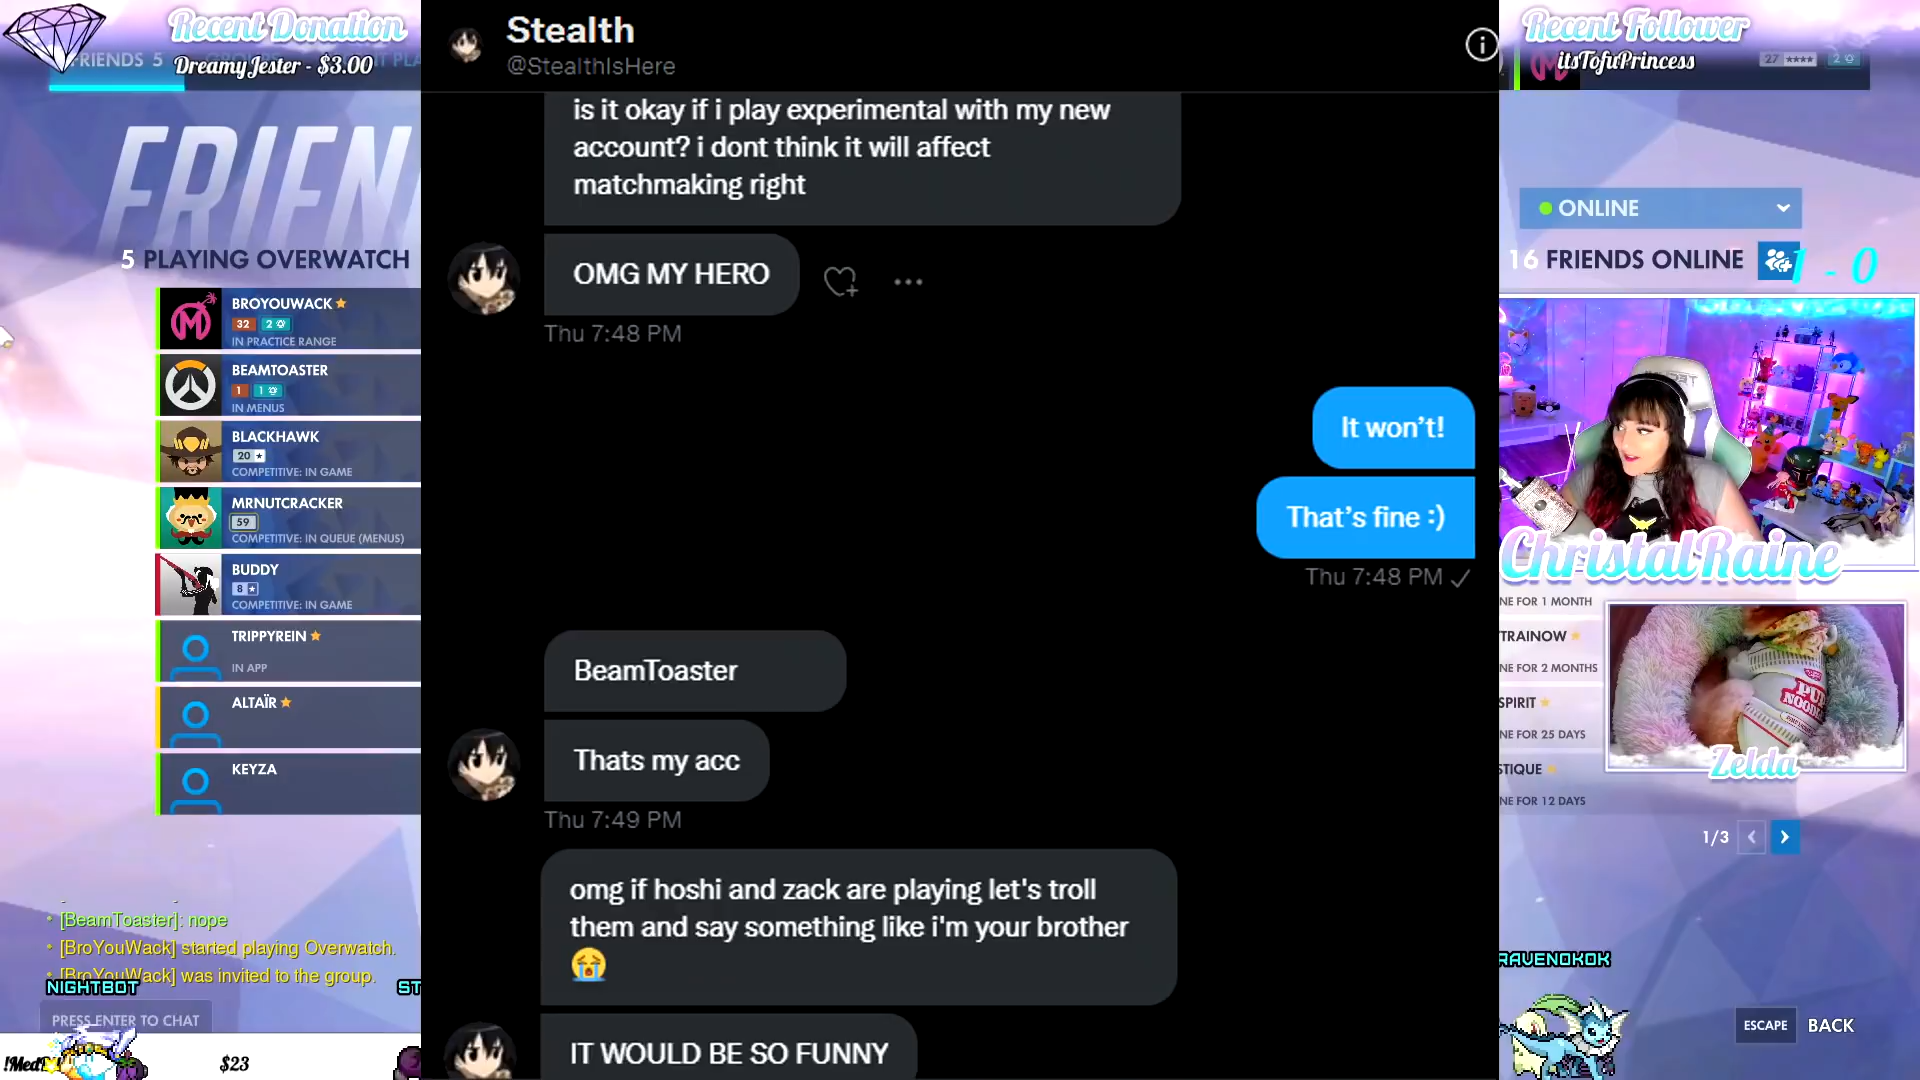 Recent Donation
FRIENDS 5
DreamyJester - $3.00
FRIEN
5 PLAYING OVERWATCH
BROYOUWACK
32 2
IN PRACTICE RANGE
BEAMTOASTER
1 1
IN MENUS
BLACKHAWK
20
COMPETITIVE: IN GAME
MRNUTCRACKER
59
COMPETITIVE: IN QUEUE (MENUS)
BUDDY
8
COMPETITIVE: IN GAME
TRIPPYREIN
IN APP
ALTAÏR
KEYZA
[BeamToaster]: nope
[BroYouWack] started playing Overwatch.
[BroYouWack] was invited to the group.
NIGHTBOT
ST
PRESS ENTER TO CHAT
!Med
$23
Stealth
@StealthIsHere
is it okay if i play experimental with my new
account? i dont think it will affect
matchmaking right
OMG MY HERO
Thu 7:48 PM
It won't!
That's fine :)
Thu 7:48 PM
BeamToaster
Thats my acc
Thu 7:49 PM
omg if hoshi and zack are playing let's troll
them and say something like i'm your brother
😭
IT WOULD BE SO FUNNY
Recent Follower
itsTofuPrincess
27 2
ONLINE
16 FRIENDS ONLINE
1 - 0
ChristalRaine
NE FOR 1 MONTH
TRAINOW
NE FOR 2 MONTHS
SPIRIT
NE FOR 25 DAYS
STIQUE
NE FOR 12 DAYS
Zelda
1/3
RAVENOKOK
ESCAPE BACK